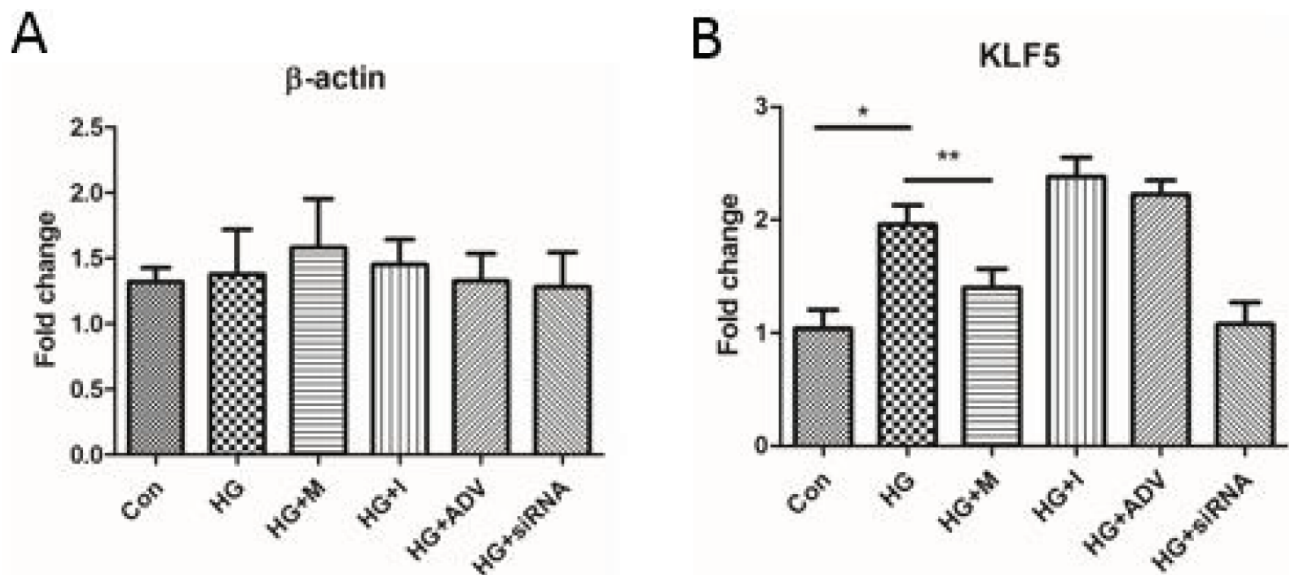 A
β-actin
Fold change
2.5
2.0
1.5
1.0
0.5
0.0
Con
HG
HG+M
HG+I
HG+ADV
HG+siRNA
B
KLF5
Fold change
3
2
1
0
*
**
Con
HG
HG+M
HG+I
HG+ADV
HG+siRNA